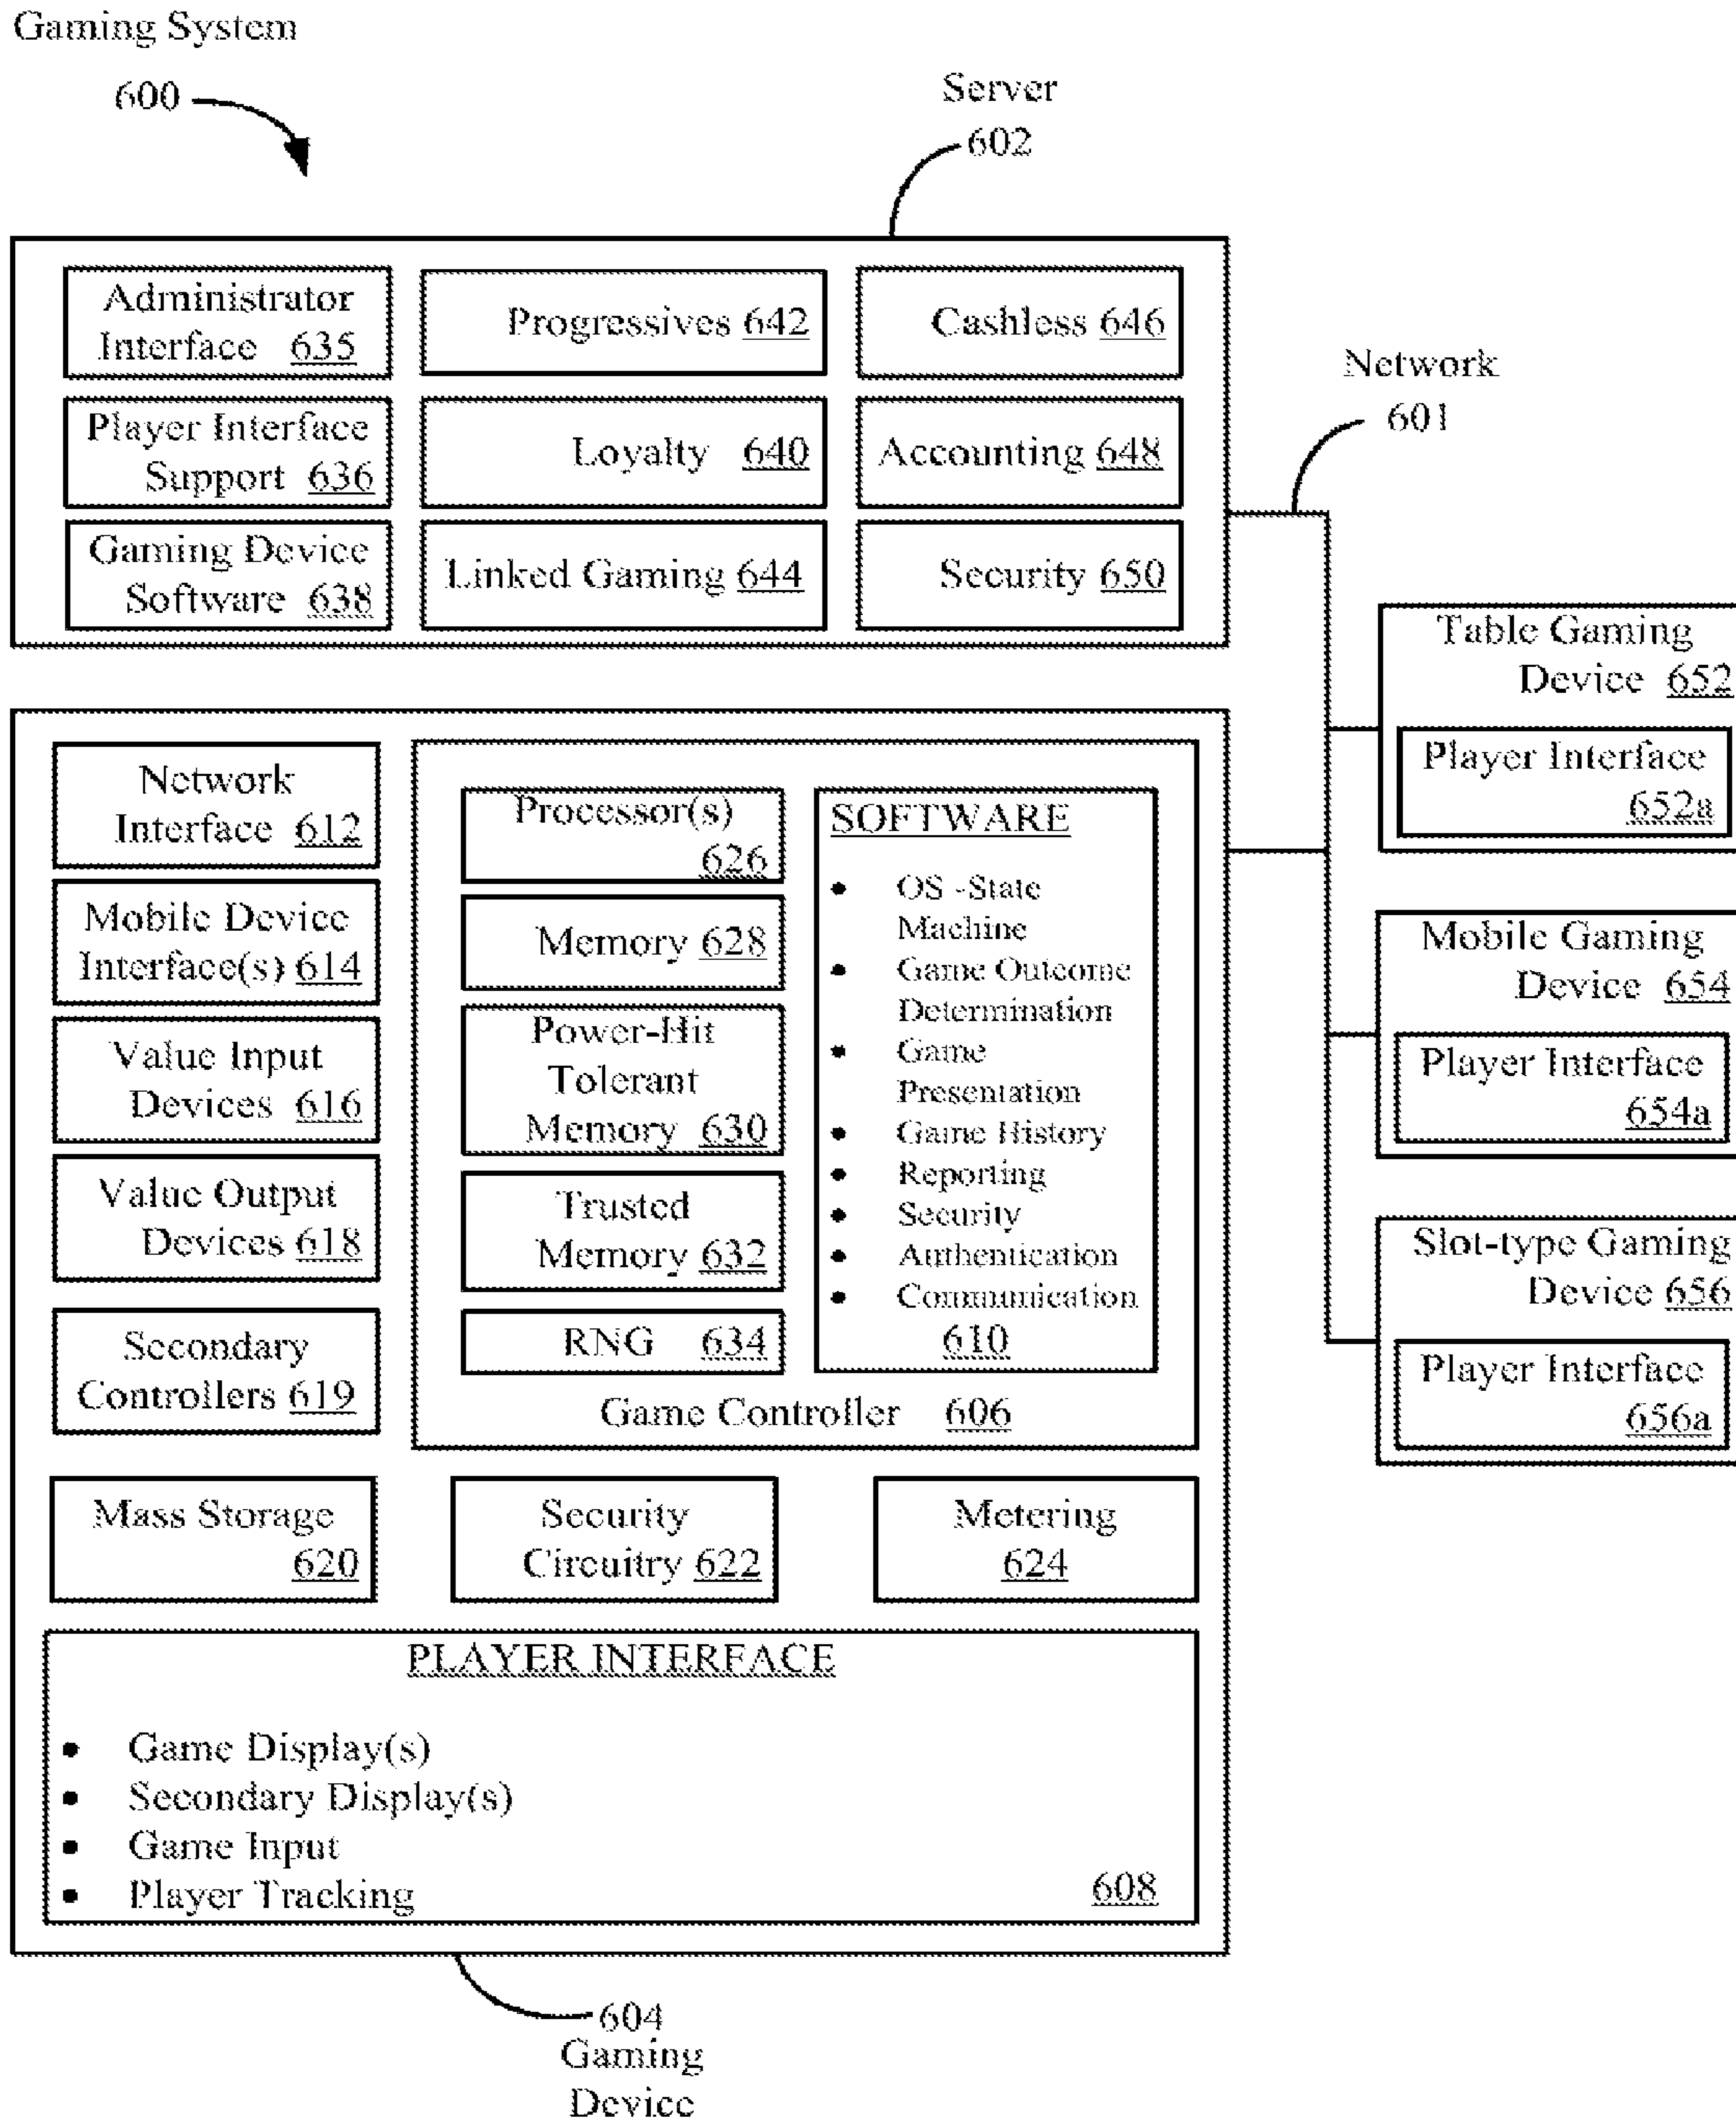 Gaming System
600
Server
602
Administrator
Interface 635
Progressives 642
Cashless 646
Player Interface
Support 636
Loyalty 640
Accounting 648
Gaming Device
Software 638
Linked Gaming 644
Security 650
Network
601
Table Gaming
Device 652
Player Interface
652a
Mobile Gaming
Device 654
Player Interface
654a
Slot-type Gaming
Device 656
Player Interface
656a
Network
Interface 612
Mobile Device
Interface(s) 614
Value Input
Devices 616
Value Output
Devices 618
Secondary
Controllers 619
Processor(s)
626
Memory 628
Power-Hit
Tolerant
Memory 630
Trusted
Memory 632
RNG 634
SOFTWARE
• OS -State
Machine
• Game Outcome
Determination
• Game
Presentation
• Game History
• Reporting
• Security
• Authentication
• Communication
610
Game Controller 606
Mass Storage
620
Security
Circuitry 622
Metering
624
PLAYER INTERFACE
• Game Display(s)
• Secondary Display(s)
• Game Input
• Player Tracking
608
604
Gaming
Device